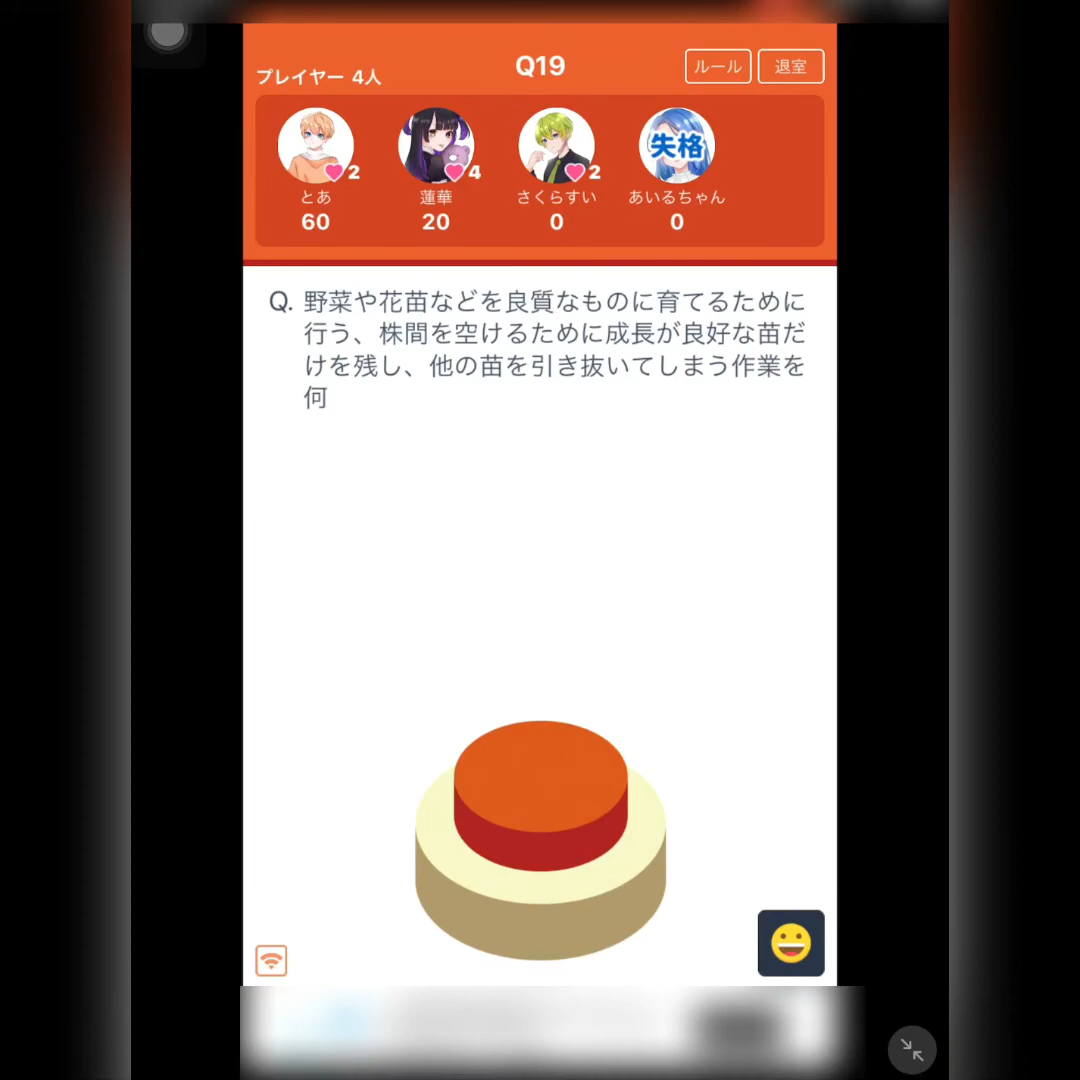 プレイヤー 4人
Q19
ルール
退室
2
4
2
失格
とあ
蓮華
さくらすい
あいるちゃん
60
20
0
0
Q. 野菜や花苗などを良質なものに育てるために
行う、株間を空けるために成長が良好な苗だ
けを残し、他の苗を引き抜いてしまう作業を
何